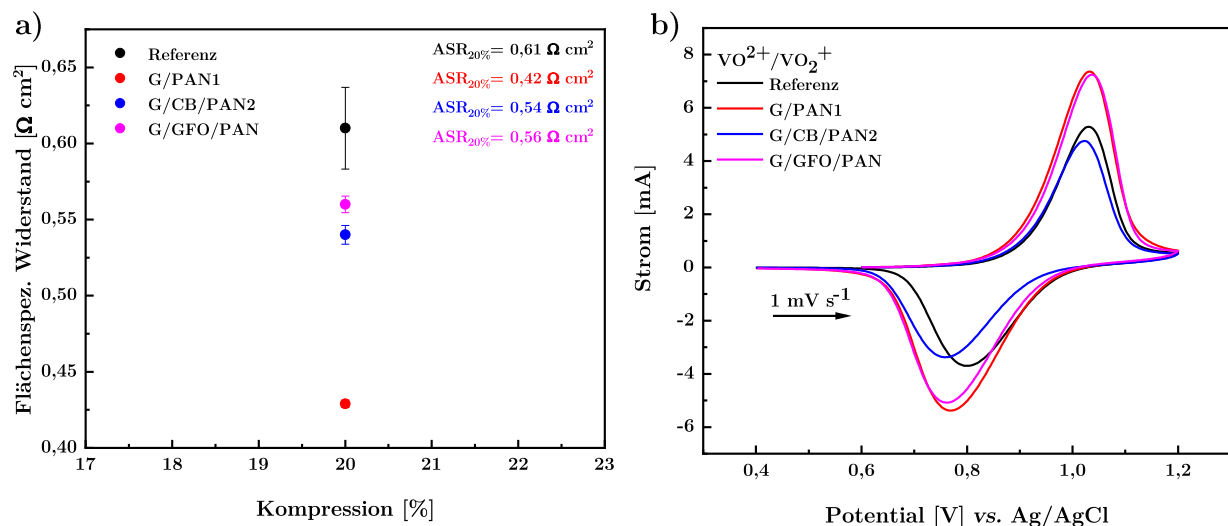 a)
Flächenspez. Widerstand [Ω cm²]
0,65
0,60
0,55
0,50
0,45
0,40
Referenz
G/PAN1
G/CB/PAN2
G/GFO/PAN
ASR20%= 0,61 Ω cm²
ASR20%= 0,42 Ω cm²
ASR20%= 0,54 Ω cm²
ASR20%= 0,56 Ω cm²
17 18 19 20 21 22 23
Kompression [%]
b)
Strom [mA]
8
6
4
2
0
-2
-4
-6
VO²⁺/VO₂⁺
Referenz
G/PAN1
G/CB/PAN2
G/GFO/PAN
1 mV s⁻¹
0,4 0,6 0,8 1,0 1,2
Potential [V] vs. Ag/AgCl